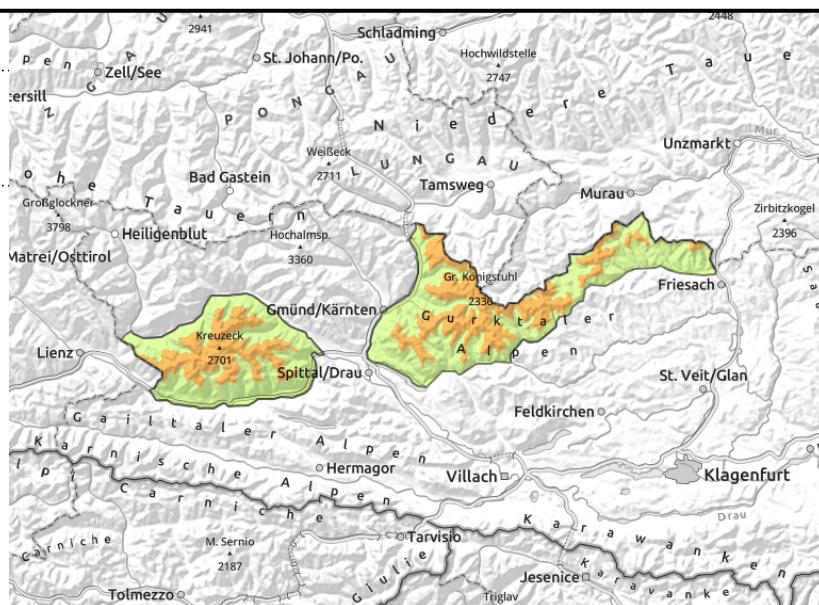 2941
2448
Schladming
Hochwildstelle
2747
St. Johann/Po.
Zell/See
tersill
P O N G A U
N i e d e r e T a u e
Mur
Unzmarkt
Weißeck
2711
L U N G A U
Bad Gastein
Tamsweg
Murau
Großglockner
3798
o h e T a u e r n
Zirbitzkogel
2396
Heiligenblut
Hochalmsp.
3360
Matrei/Osttirol
Gr. Königstuhl
2336
Friesach
Gmünd/Kärnten
G u r k t a l e r
A l p e n
Kreuzeck
2701
Lienz
Spittal/Drau
St. Veit/Glan
Feldkirchen
G a i l t a l e r A l p e n
K a r n i s c h e A l p e n
Hermagor
Villach
Klagenfurt
C a r n i c h e
Drau
K a r a w a n k e n
C a r n i c h e
M. Sernio
2187
Tarvisio
G i u l i e
Jesenice
K a r a v a n k e
Tolmezzo
Triglav